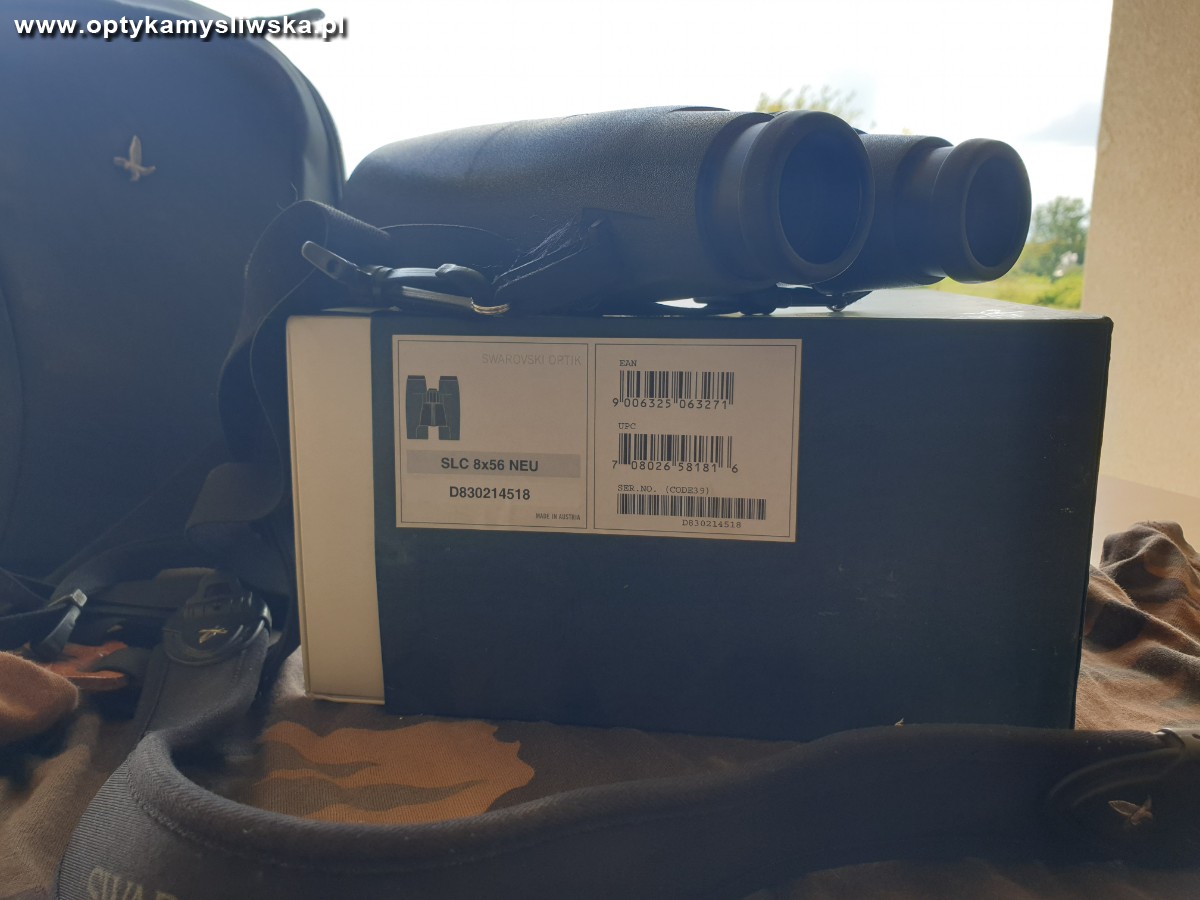 www.optykamysliwska.pl
SWAROVSKI OPTIK
SLC 8x56 NEU
D830214518
MADE IN AUSTRIA
EAN
9 006325 063271
UPC
7 08026 58181 6
SER.NO. (CODE39)
D830214518